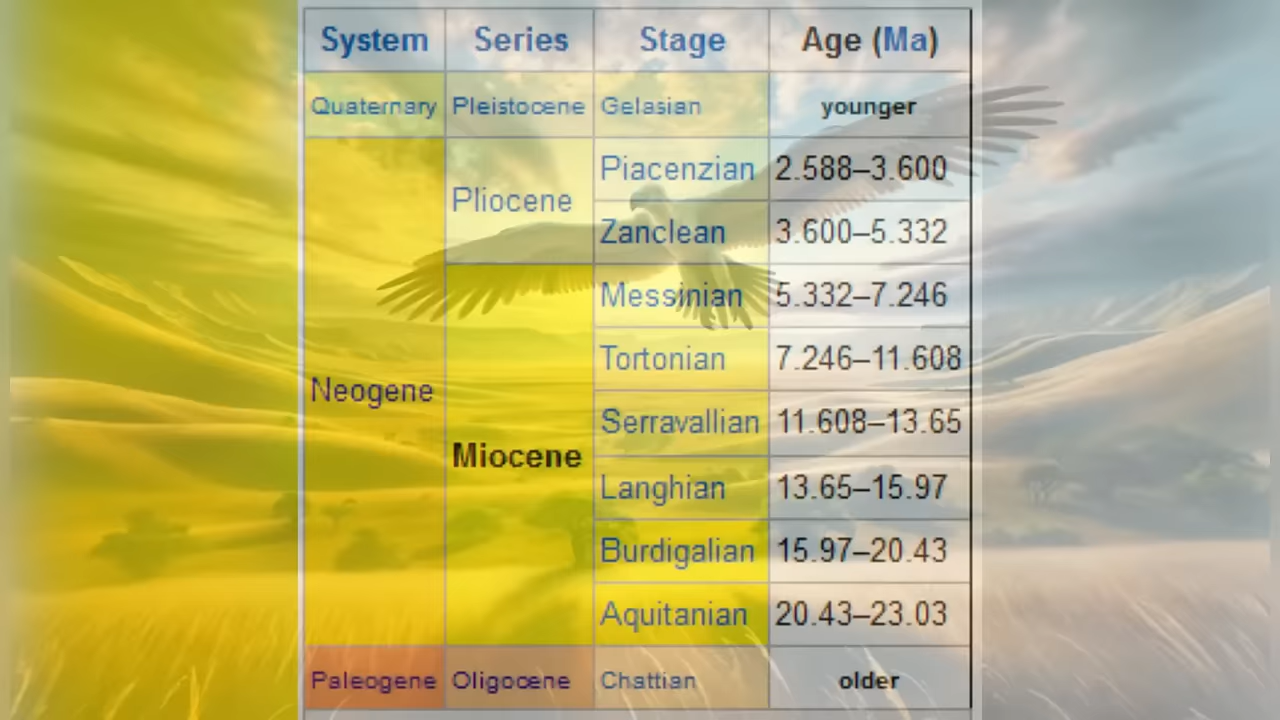 System Series Stage Age (Ma)
Quaternary Pleistocene Gelasian younger
Neogene Pliocene Piacenzian 2.588–3.600
Zanclean 3.600–5.332
Miocene Messinian 5.332–7.246
Tortonian 7.246–11.608
Serravallian 11.608–13.65
Langhian 13.65–15.97
Burdigalian 15.97–20.43
Aquitanian 20.43–23.03
Paleogene Oligocene Chattian older